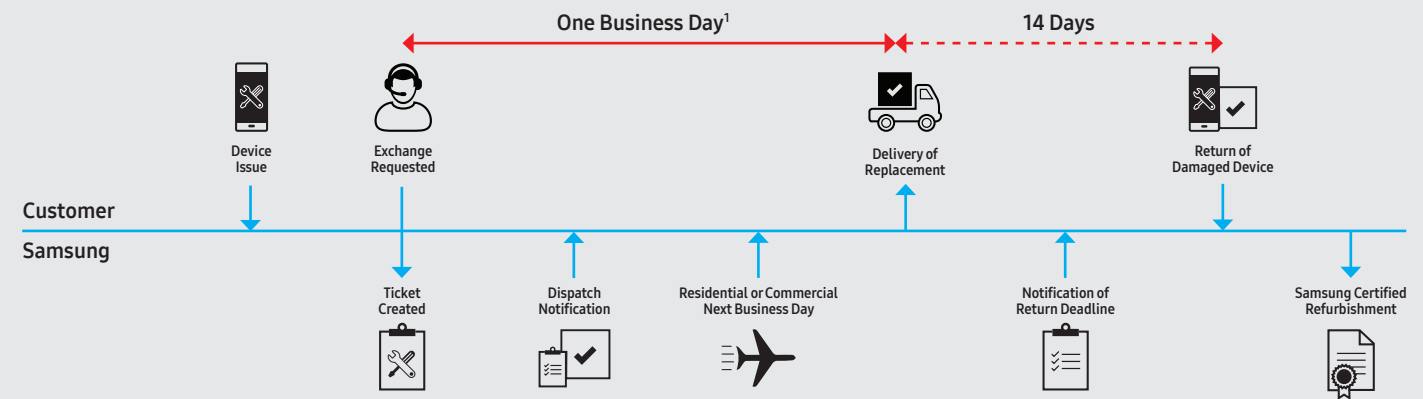 One Business Day¹
14 Days
Device
Issue
Exchange
Requested
Delivery of
Replacement
Return of
Damaged Device
Customer
Samsung
Ticket
Created
Dispatch
Notification
Residential or Commercial
Next Business Day
Notification of
Return Deadline
Samsung Certified
Refurbishment